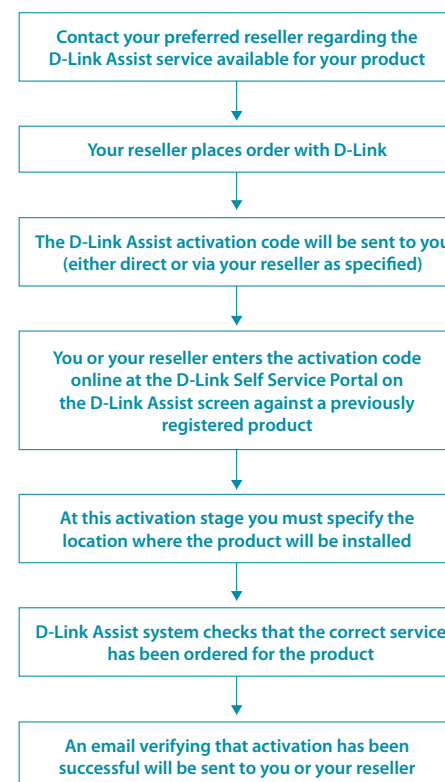 Contact your preferred reseller regarding the
D-Link Assist service available for your product
Your reseller places order with D-Link
The D-Link Assist activation code will be sent to you
(either direct or via your reseller as specified)
You or your reseller enters the activation code
online at the D-Link Self Service Portal on
the D-Link Assist screen against a previously
registered product
At this activation stage you must specify the
location where the product will be installed
D-Link Assist system checks that the correct service
has been ordered for the product
An email verifying that activation has been
successful will be sent to you or your reseller